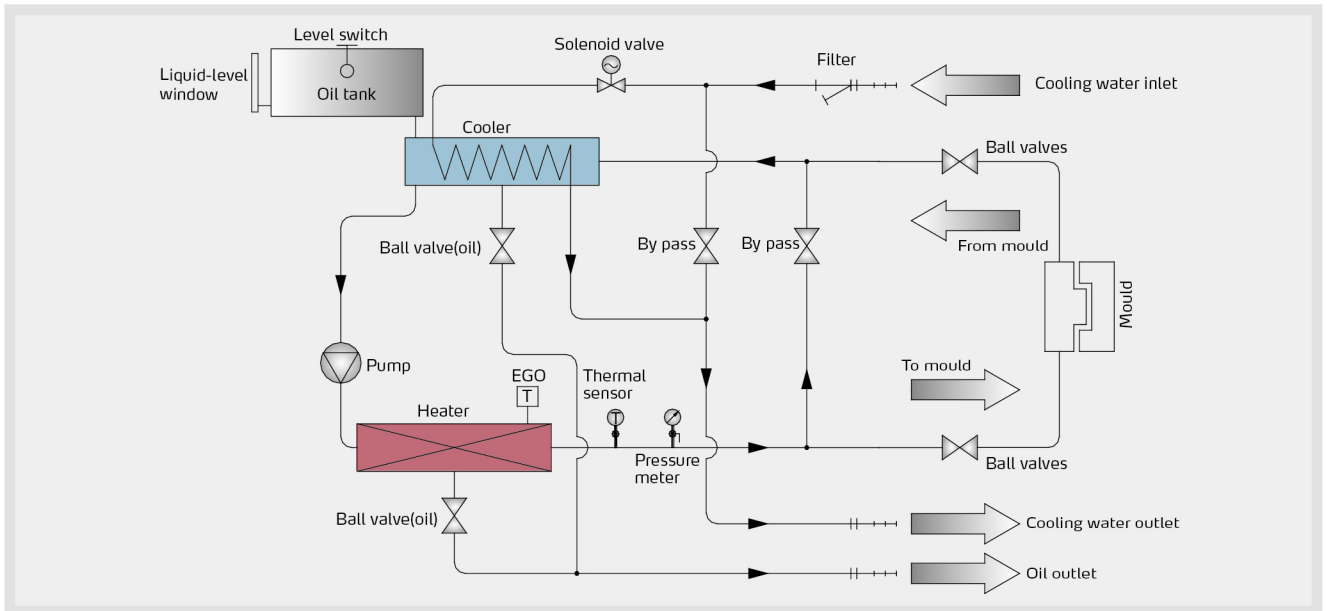 Level switch
Liquid-level
window
Oil tank
Solenoid valve
Filter
Cooling water inlet
Cooler
Ball valves
Ball valve(oil)
By pass
By pass
From mould
Mould
Pump
To mould
EGO
T
Thermal
sensor
T
Heater
Pressure
meter
Ball valves
Ball valve(oil)
Cooling water outlet
Oil outlet